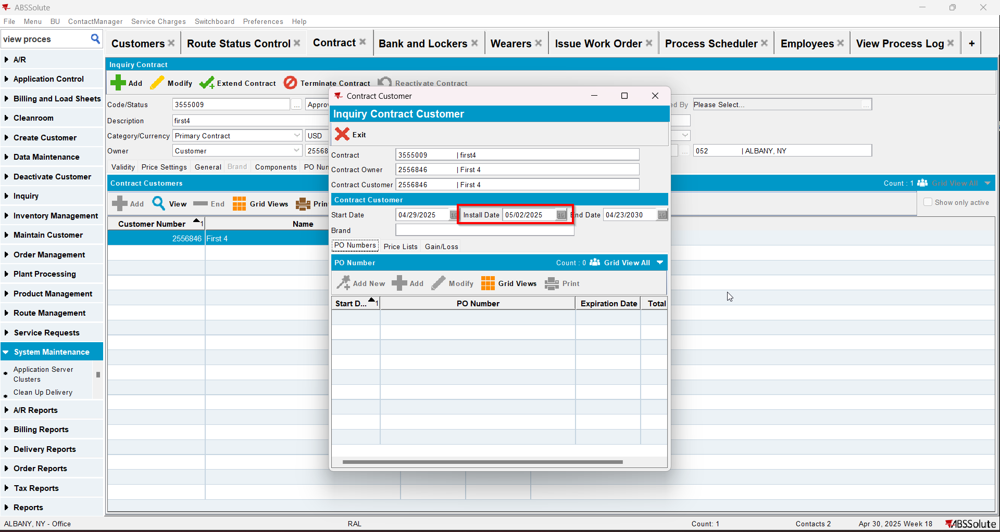 ABSSolute
File Menu BU ContactManager Service Charges Switchboard Preferences Help
view proces
Customers Route Status Control Contract Bank and Lockers Wearers Issue Work Order Process Scheduler Employees View Process Log +
A/R
Application Control
Billing and Load Sheets
Cleanroom
Create Customer
Data Maintenance
Deactivate Customer
Inquiry
Inventory Management
Maintain Customer
Order Management
Plant Processing
Product Management
Route Management
Service Requests
System Maintenance
Application Server
Clusters
Clean Up Delivery
A/R Reports
Billing Reports
Delivery Reports
Order Reports
Tax Reports
Reports
Inquiry Contract
Add Modify Extend Contract Terminate Contract Reactivate Contract
Code/Status 3555009 ... Approv ed By Please Select... ...
Description first4
Category/Currency Primary Contract USD
Owner Customer 25568 ... 052 | ALBANY, NY
Validity Price Settings General Brand Components PO Num
Contract Customers Count : 1 Grid View All
Add View End Grid Views Prin Show only active
Customer Number 1 Name
2556846 First 4
Contract Customer
Inquiry Contract Customer
Exit
Contract 3555009 | first4
Contract Owner 2556846 | First 4
Contract Customer 2556846 | First 4
Contract Customer
Start Date 04/29/2025 16 Install Date 05/02/2025 16 End Date 04/23/2030 16
Brand
PO Numbers Price Lists Gain/Loss
PO Number Count : 0 Grid View All
Add New Add Modify Grid Views Print
Start D... 1 PO Number Expiration Date Total
ALBANY, NY - Office RAL Count: 1 Contacts 2 Apr 30, 2025 Week 18 ABSSolute